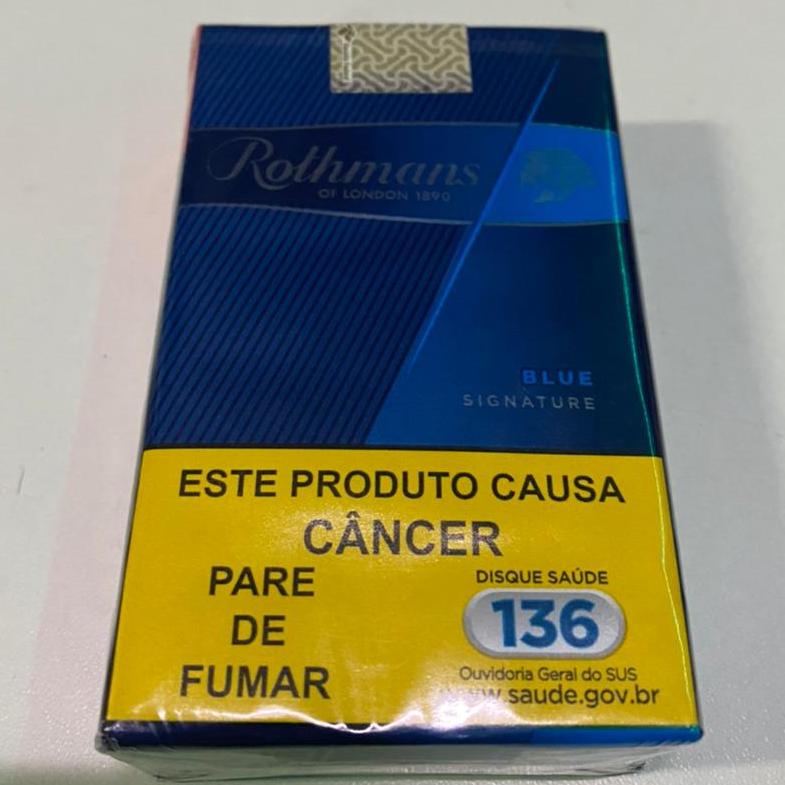 Rothmans
OF LONDON 1890
BLUE
SIGNATURE
ESTE PRODUTO CAUSA
CÂNCER
PARE
DE
FUMAR
DISQUE SAÚDE
136
Ouvidoria Geral do SUS
www.saude.gov.br